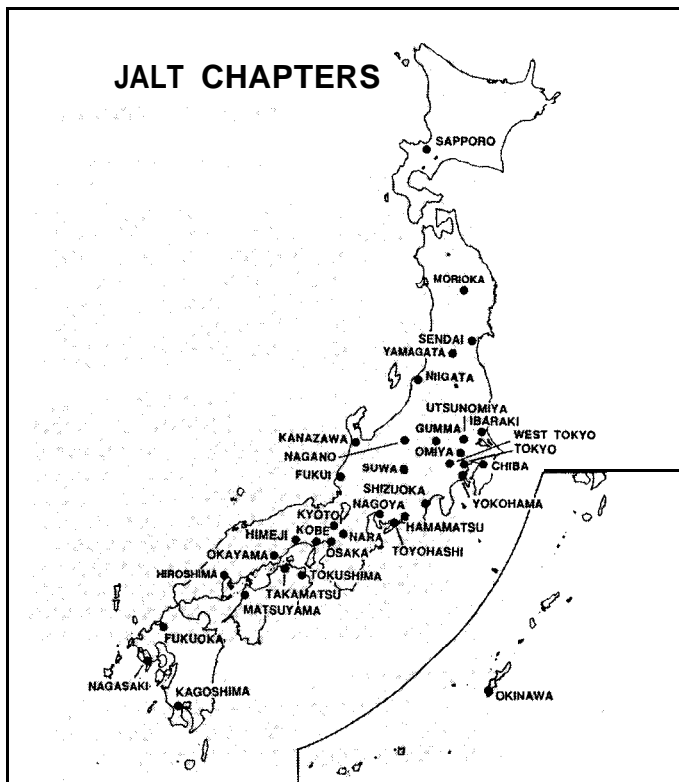 JALT CHAPTERS
SAPPORO
MORIOKA
SENDAI
YAMAGATA
NIIGATA
UTSUNOMIYA
IBARAKI
GUMMA
WEST TOKYO
KANAZAWA
OMIYA
TOKYO
NAGANO
SUWA
CHIBA
FUKUI
SHIZUOKA
YOKOHAMA
NAGOYA
KYOTO
HAMAMATSU
HIMEJI
KOBE
NARA
TOYOHASHI
OKAYAMA
OSAKA
HIROSHIMA
TOKUSHIMA
TAKAMATSU
MATSUYAMA
FUKUOKA
NAGASAKI
KAGOSHIMA
OKINAWA